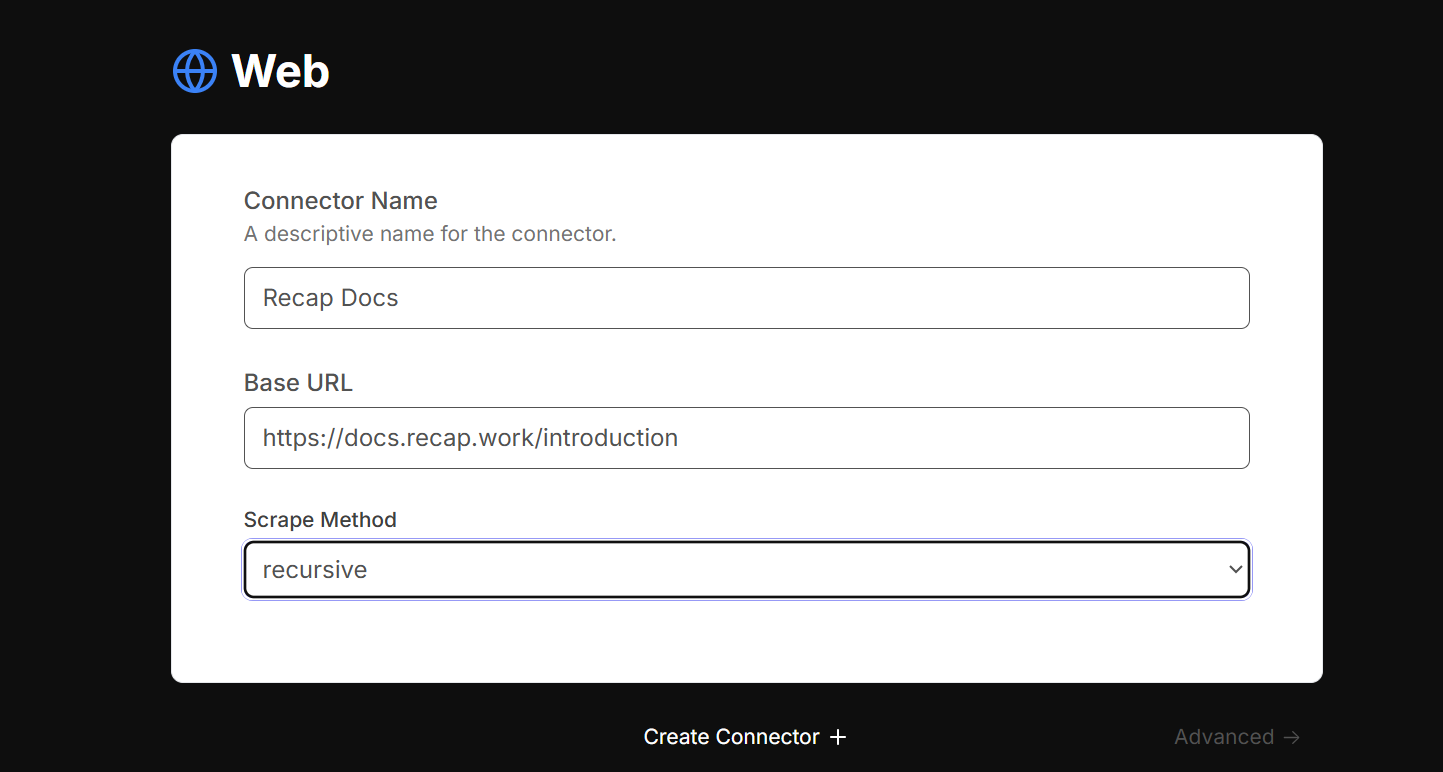 Web
Connector Name
A descriptive name for the connector.
Recap Docs
Base URL
https://docs.recap.work/introduction
Scrape Method
recursive
Create Connector +
Advanced →